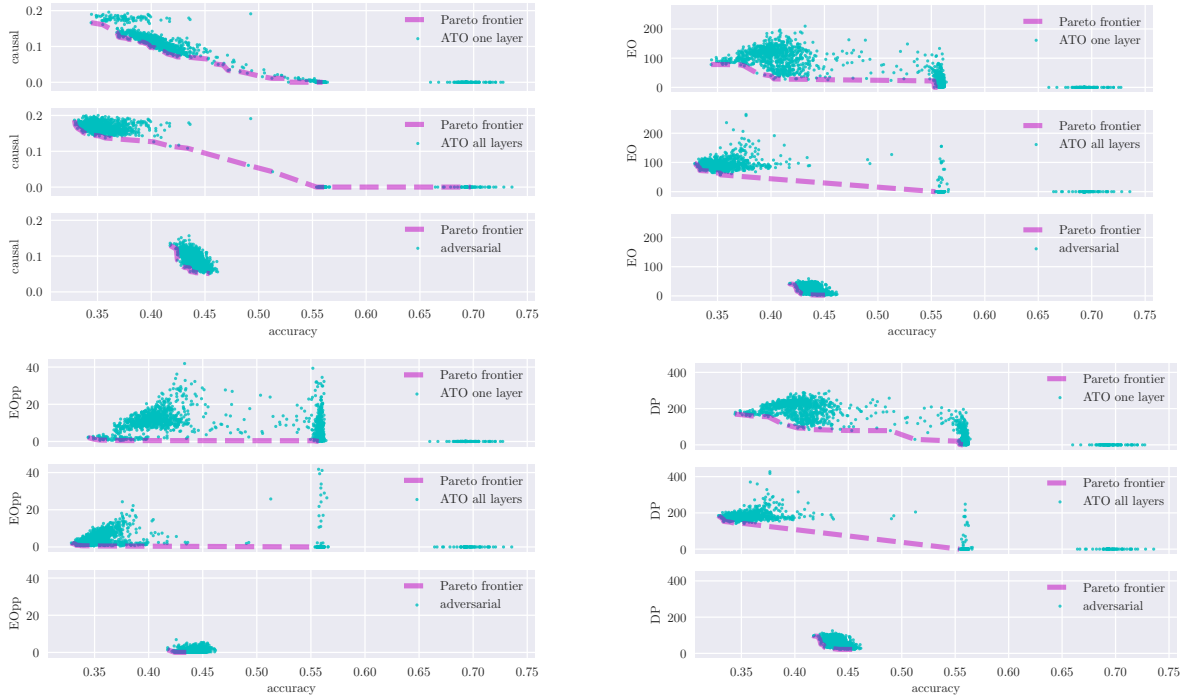 0.2
0.1
0.0
causal
Pareto frontier
ATO one layer
0.2
0.1
0.0
causal
Pareto frontier
ATO all layers
0.2
0.1
0.0
causal
Pareto frontier
adversarial
0.35 0.40 0.45 0.50 0.55 0.60 0.65 0.70 0.75
accuracy
200
100
0
EO
Pareto frontier
ATO one layer
200
100
0
EO
Pareto frontier
ATO all layers
200
100
0
EO
Pareto frontier
adversarial
0.35 0.40 0.45 0.50 0.55 0.60 0.65 0.70 0.75
accuracy
40
20
0
EOpp
Pareto frontier
ATO one layer
40
20
0
EOpp
Pareto frontier
ATO all layers
40
20
0
EOpp
Pareto frontier
adversarial
0.35 0.40 0.45 0.50 0.55 0.60 0.65 0.70 0.75
accuracy
400
200
0
DP
Pareto frontier
ATO one layer
400
200
0
DP
Pareto frontier
ATO all layers
400
200
0
DP
Pareto frontier
adversarial
0.35 0.40 0.45 0.50 0.55 0.60 0.65 0.70 0.75
accuracy